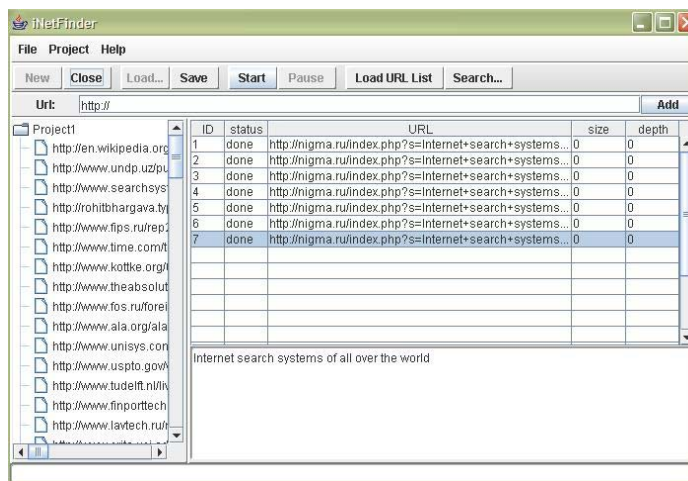 iNetFinder
File Project Help
New Close Load... Save Start Pause Load URL List Search...
Url: http:// Add
Project1
http://en.wikipedia.org
http://www.undp.uz/pu
http://www.searchsys
http://rohitbhargava.ty
http://www.fips.ru/rep2
http://www.time.com/t
http://www.kottke.org/
http://www.theabsolut
http://www.fos.ru/forei
http://www.ala.org/ala
http://www.unisys.con
http://www.uspto.gov/
http://www.tudelft.nl/liv
http://www.finporttech
http://www.lavtech.ru/r
ID status URL size depth
1 done http://nigma.ru/index.php?s=Internet+search+systems... 0 0
2 done http://nigma.ru/index.php?s=Internet+search+systems... 0 0
3 done http://nigma.ru/index.php?s=Internet+search+systems... 0 0
4 done http://nigma.ru/index.php?s=Internet+search+systems... 0 0
5 done http://nigma.ru/index.php?s=Internet+search+systems... 0 0
6 done http://nigma.ru/index.php?s=Internet+search+systems... 0 0
7 done http://nigma.ru/index.php?s=Internet+search+systems... 0 0
Internet search systems of all over the world